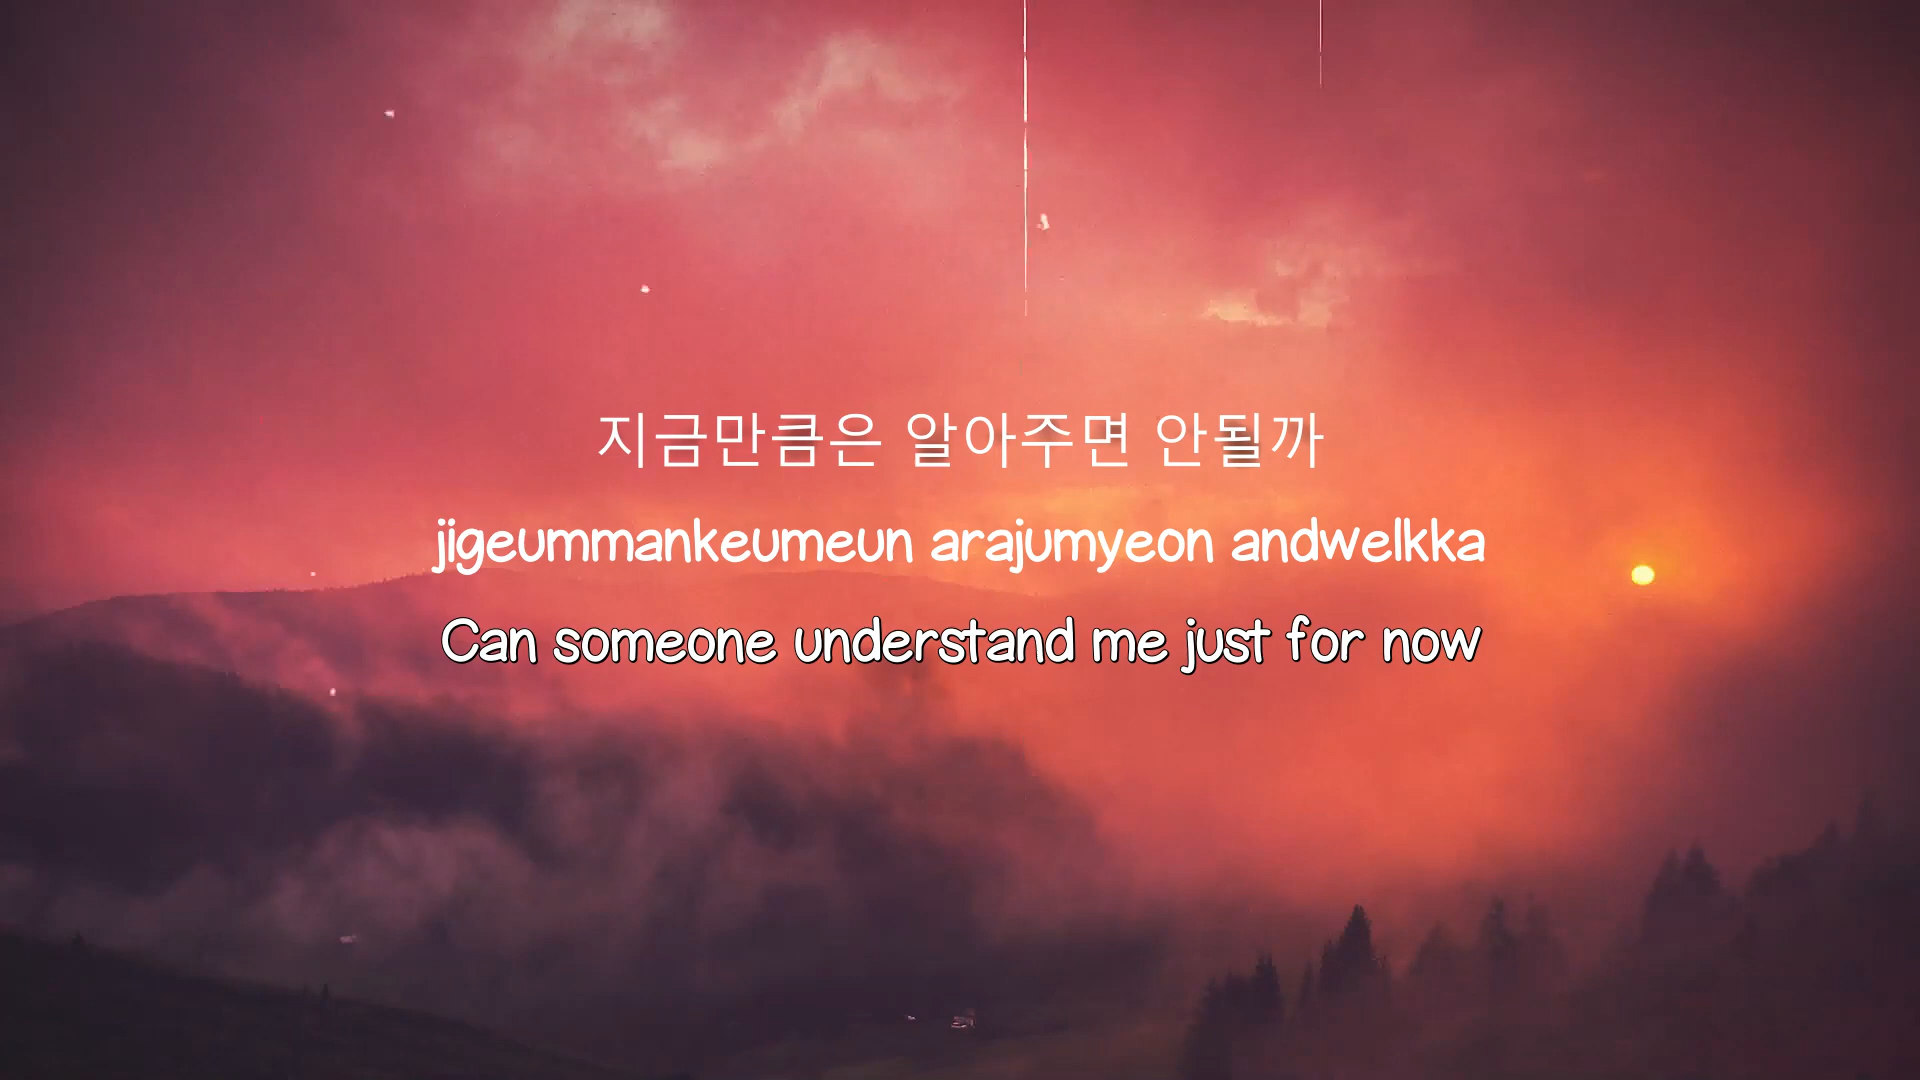 지금만큼은 알아주면 안될까
jigeummankeumeun arajumyeon andwelkka
Can someone understand me just for now